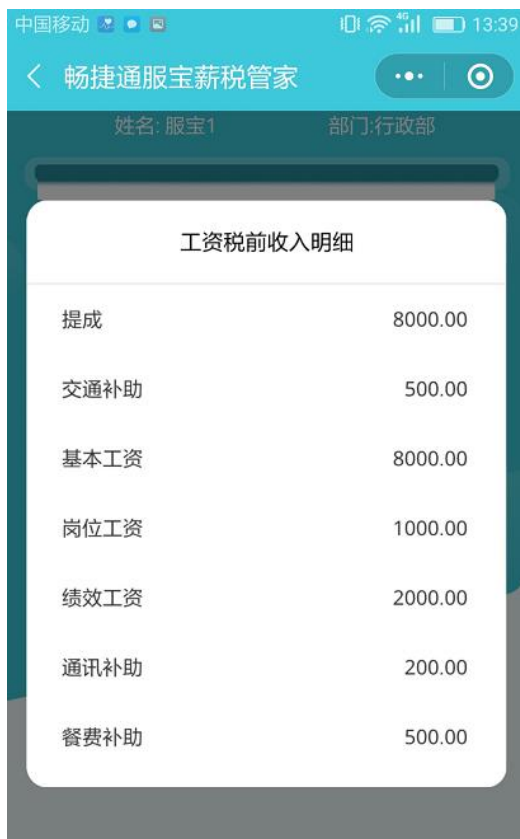 中国移动 4G 13:39
畅捷通服宝薪税管家
姓名: 服宝1 部门:行政部
工资税前收入明细
提成 8000.00
交通补助 500.00
基本工资 8000.00
岗位工资 1000.00
绩效工资 2000.00
通讯补助 200.00
餐费补助 500.00